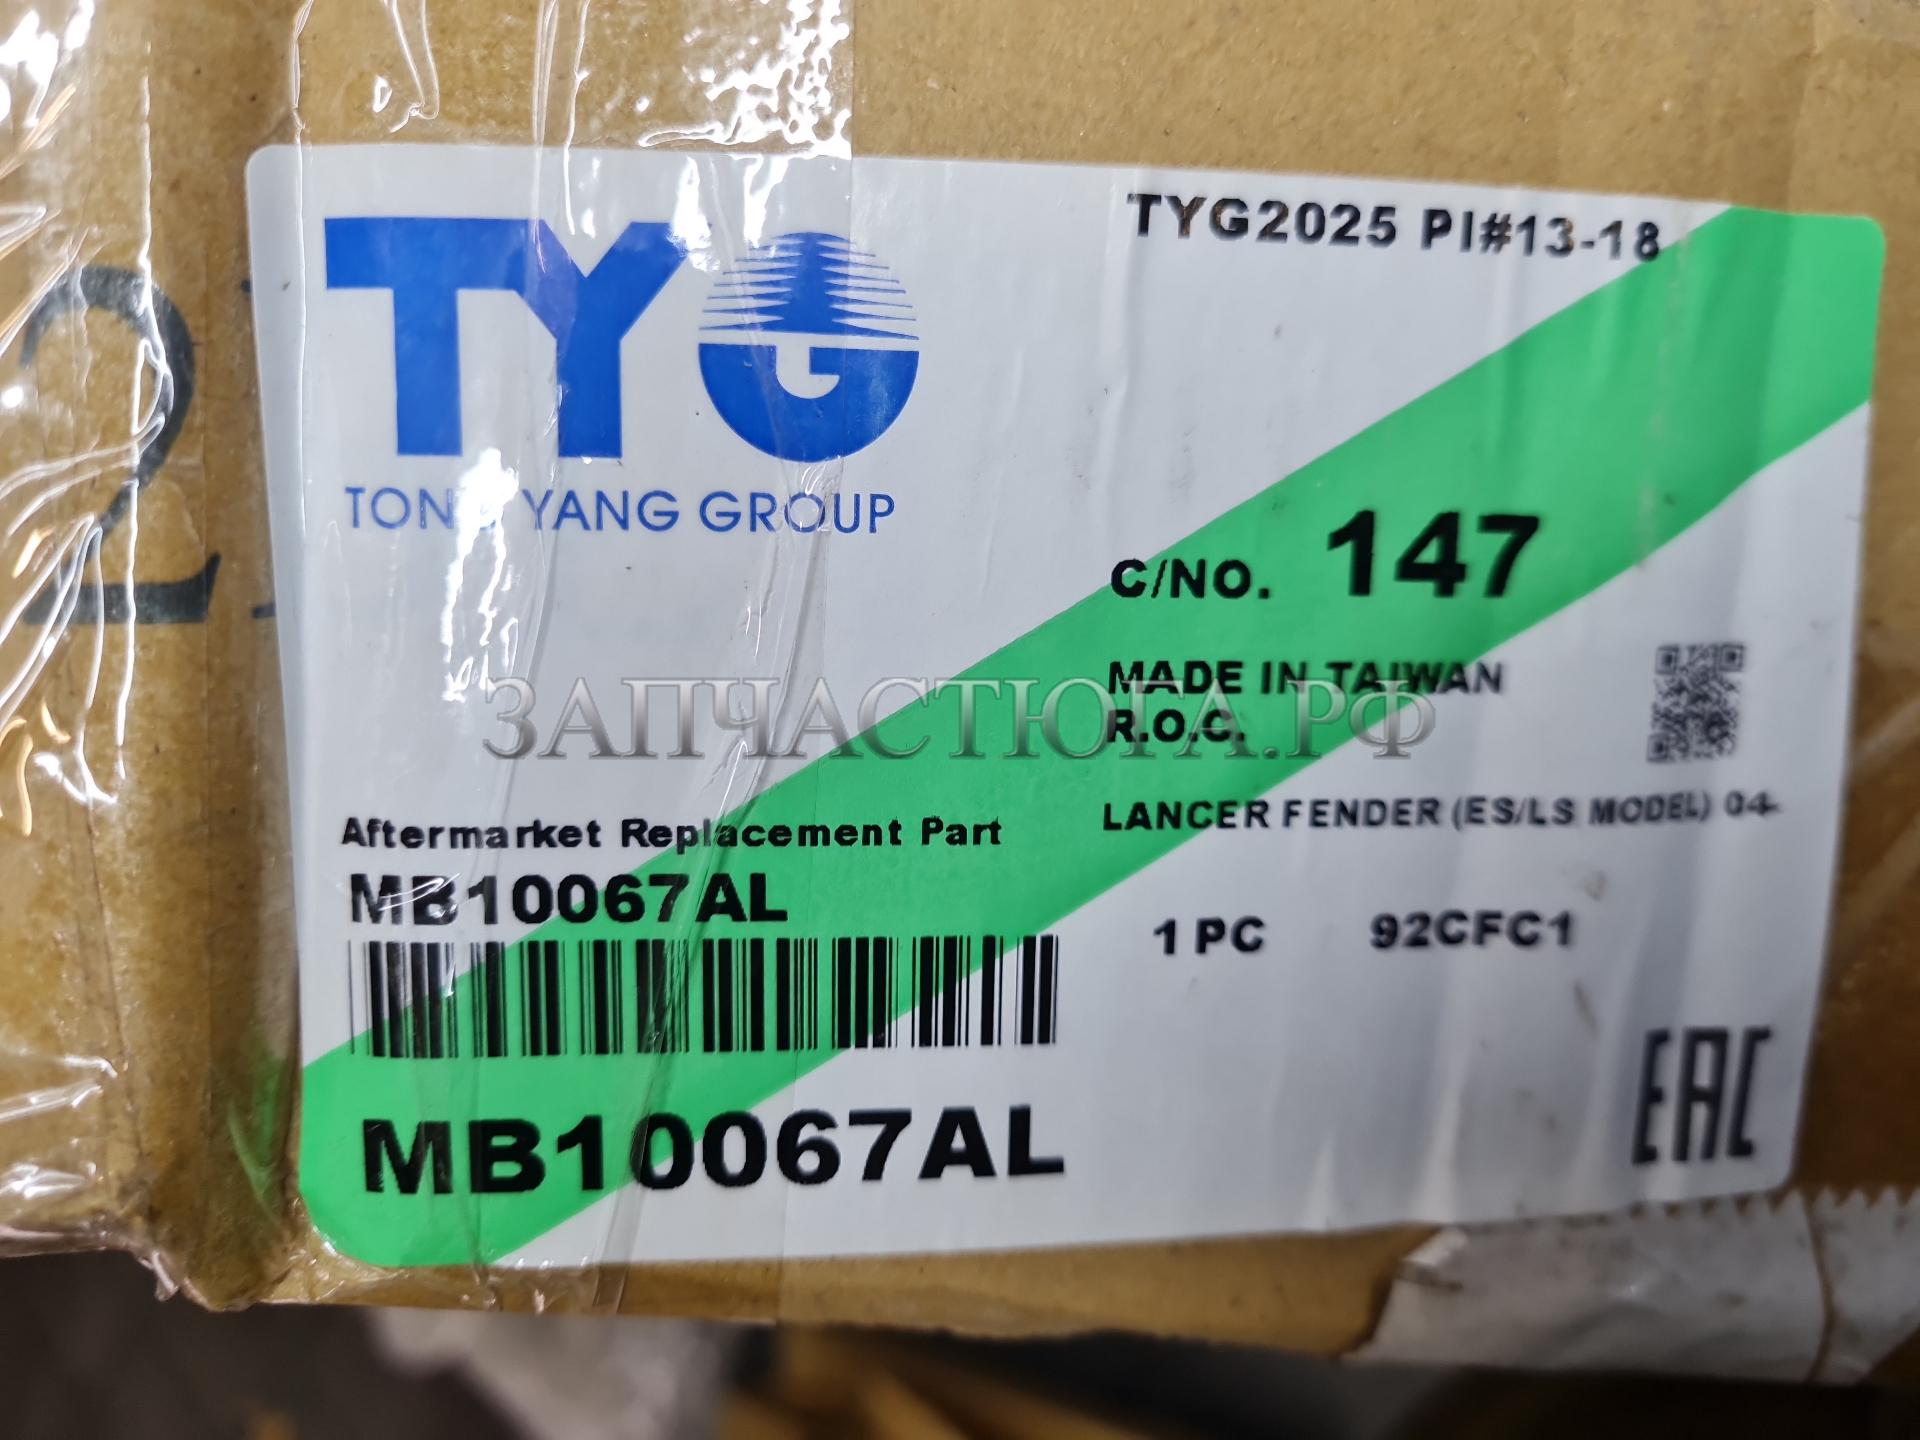 TYG
TONG YANG GROUP
TYG2025 PI#13-18
C/NO. 147
MADE IN TAIWAN
R.O.C.
ЗАПЧАСТЮГА.РФ
Aftermarket Replacement Part
MB10067AL
MB10067AL
LANCER FENDER (ES/LS MODEL) 04-
1 PC 92CFC1
EAC
2